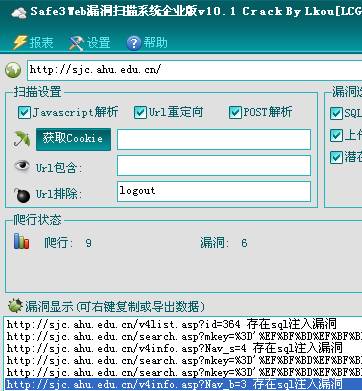 Safe3Web漏洞扫描系统企业版v10.1 Crack By Lkou[LCG
报表 设置 帮助
http://sjc.ahu.edu.cn/
扫描设置
Javascript解析 Url重定向 POST解析
获取Cookie
Url包含:
Url排除: logout
漏洞
SQL
上
潜在
爬行状态
爬行: 9 漏洞: 6
漏洞显示(可右键复制或导出数据)
http://sjc.ahu.edu.cn/v4list.asp?id=364 存在sql注入漏洞
http://sjc.ahu.edu.cn/search.asp?mkey=%3D'%EF%BF%BD%EF%BF%B
http://sjc.ahu.edu.cn/v4info.asp?Nav_s=4 存在sql注入漏洞
http://sjc.ahu.edu.cn/search.asp?mkey=%3D'%EF%BF%BD%EF%BF%B
http://sjc.ahu.edu.cn/search.asp?mkey=%3D'%EF%BF%BD%EF%BF%B
http://sjc.ahu.edu.cn/v4info.asp?Nav_b=3 存在sql注入漏洞